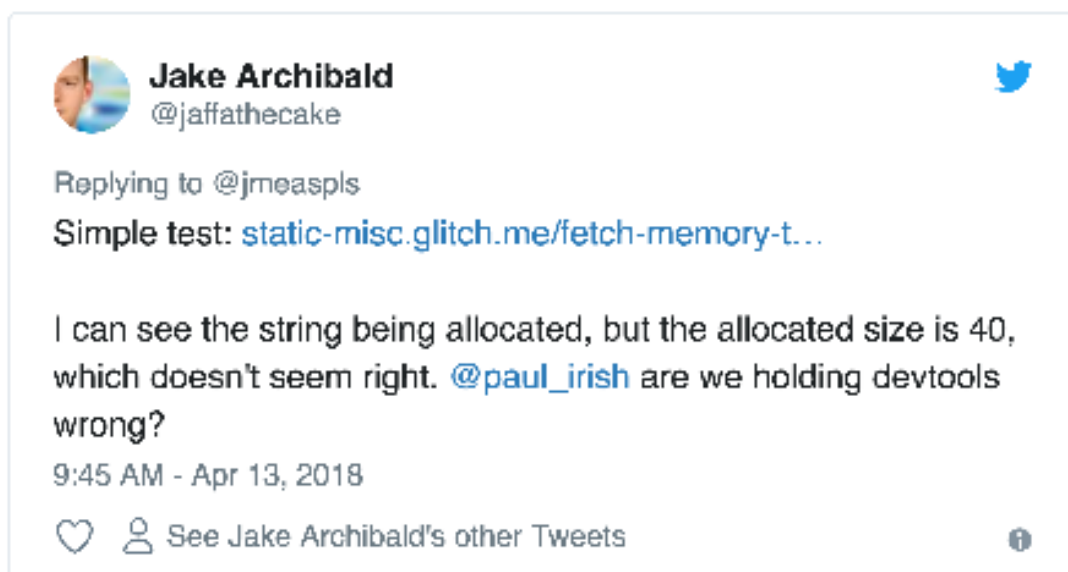 Jake Archibald
@jaffathecake
Replying to @jmeaspls
Simple test: static-misc.glitch.me/fetch-memory-t...
I can see the string being allocated, but the allocated size is 40,
which doesn't seem right. @paul_irish are we holding devtools
wrong?
9:45 AM - Apr 13, 2018
See Jake Archibald's other Tweets